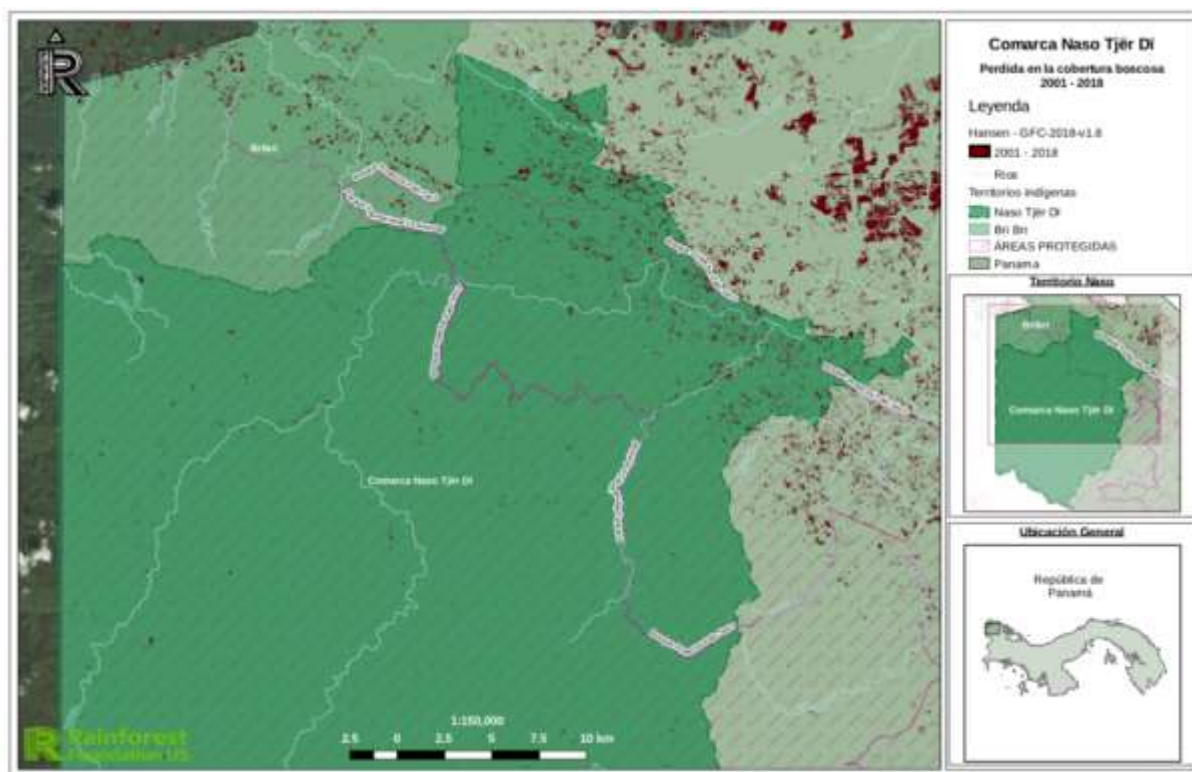 Comarca Naso Tjër Di
Perdida en la cobertura boscosa
2001 - 2018
Leyenda
Hansen - GFC-2018-v1.6
2001 - 2018
Rios
Territorios Indigenas
Naso Tjër Di
Bri Bri
ÁREAS PROTEGIDAS
Panama
Territorio Naso
Bribri
Comarca Naso Tjër Di
Ubicación General
República de
Panamá
Bribri
Comarca Naso Tjër Di
1:150,000
2.5 0 2.5 5 7.5 10 km
Rainforest
Foundation US